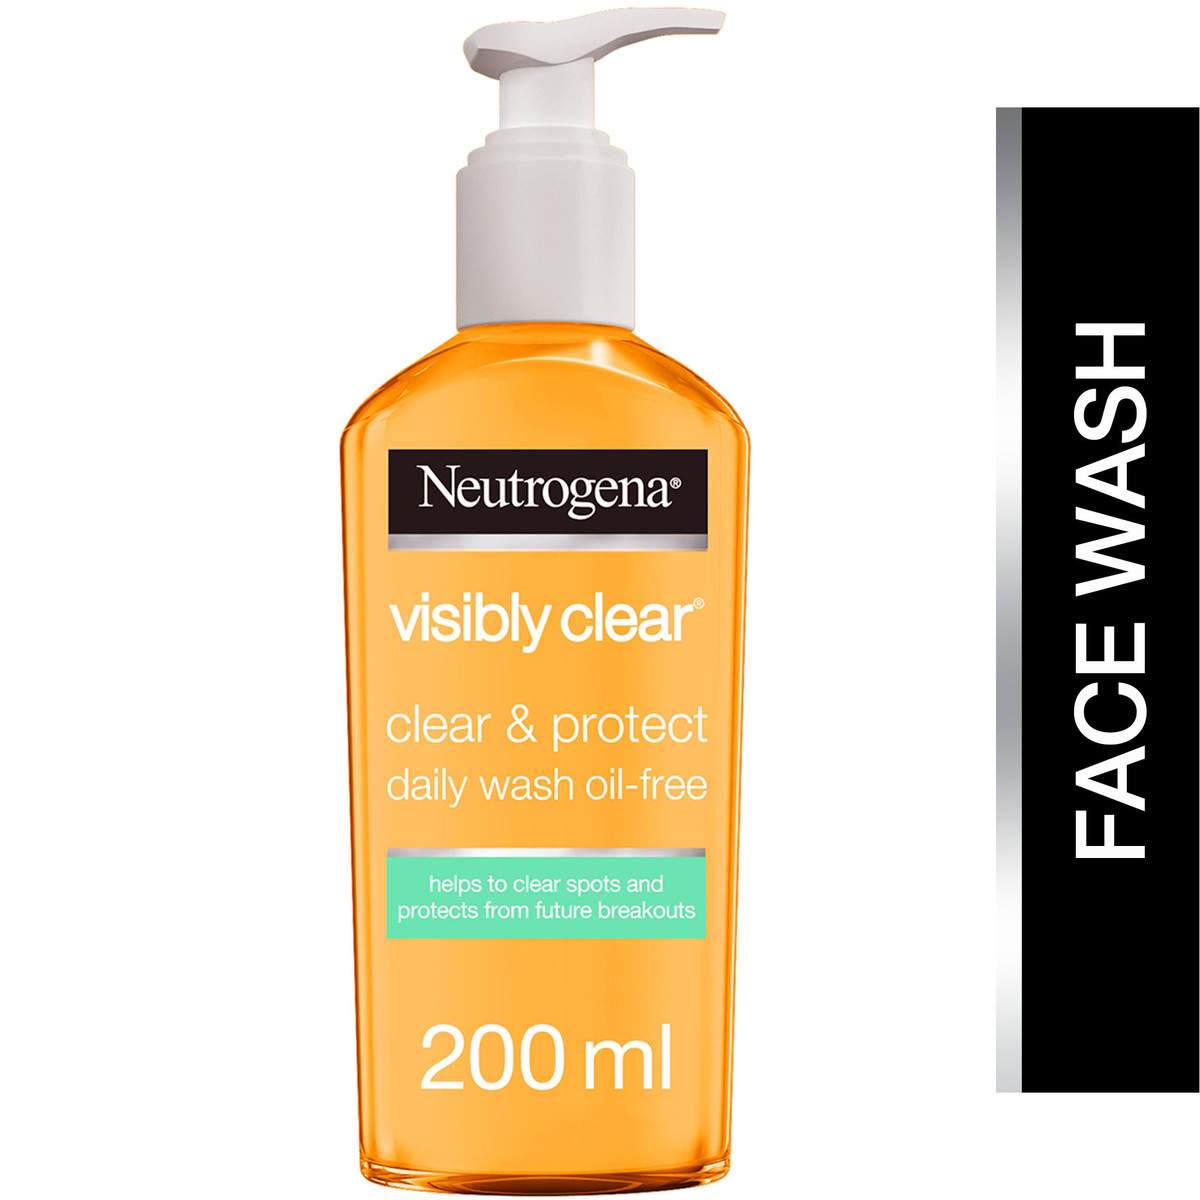 Neutrogena®
visibly clear®
clear & protect
daily wash oil-free
helps to clear spots and
protects from future breakouts
200 ml
FACE WASH